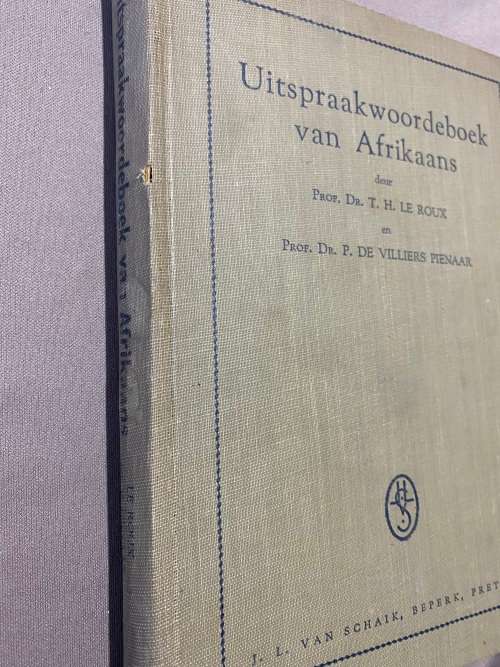 Uitspraakwoordeboek
van Afrikaans
deur
PROF. DR. T. H. LE ROUX
en
PROF. DR. P. DE VILLIERS PIENAAR
J. L. VAN SCHAIK, BEPERK, PRET
itspraakwoordeboek van Afrikaans
LE ROUX